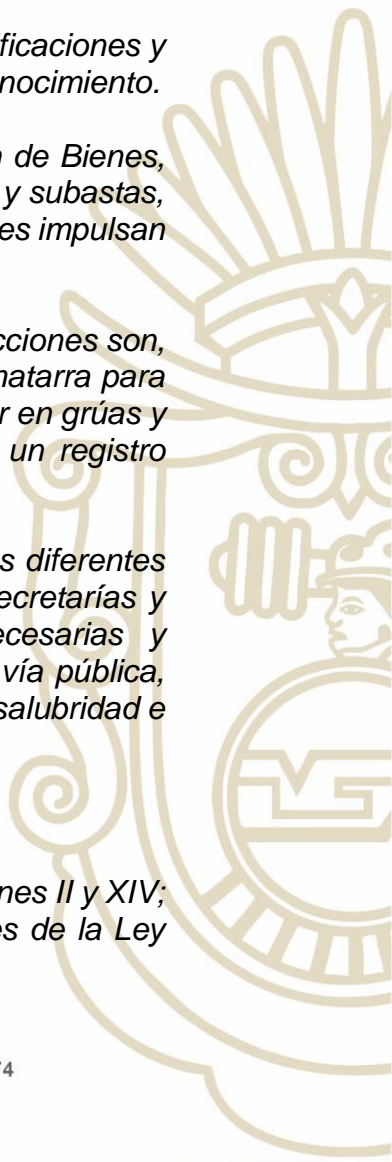 ficaciones y
nocimiento.
de Bienes,
y subastas,
es impulsan
cciones son,
natarra para
r en grúas y
un registro
s diferentes
ecretarías y
ecesarias y
vía pública,
salubridad e
nes II y XIV;
es de la Ley
74